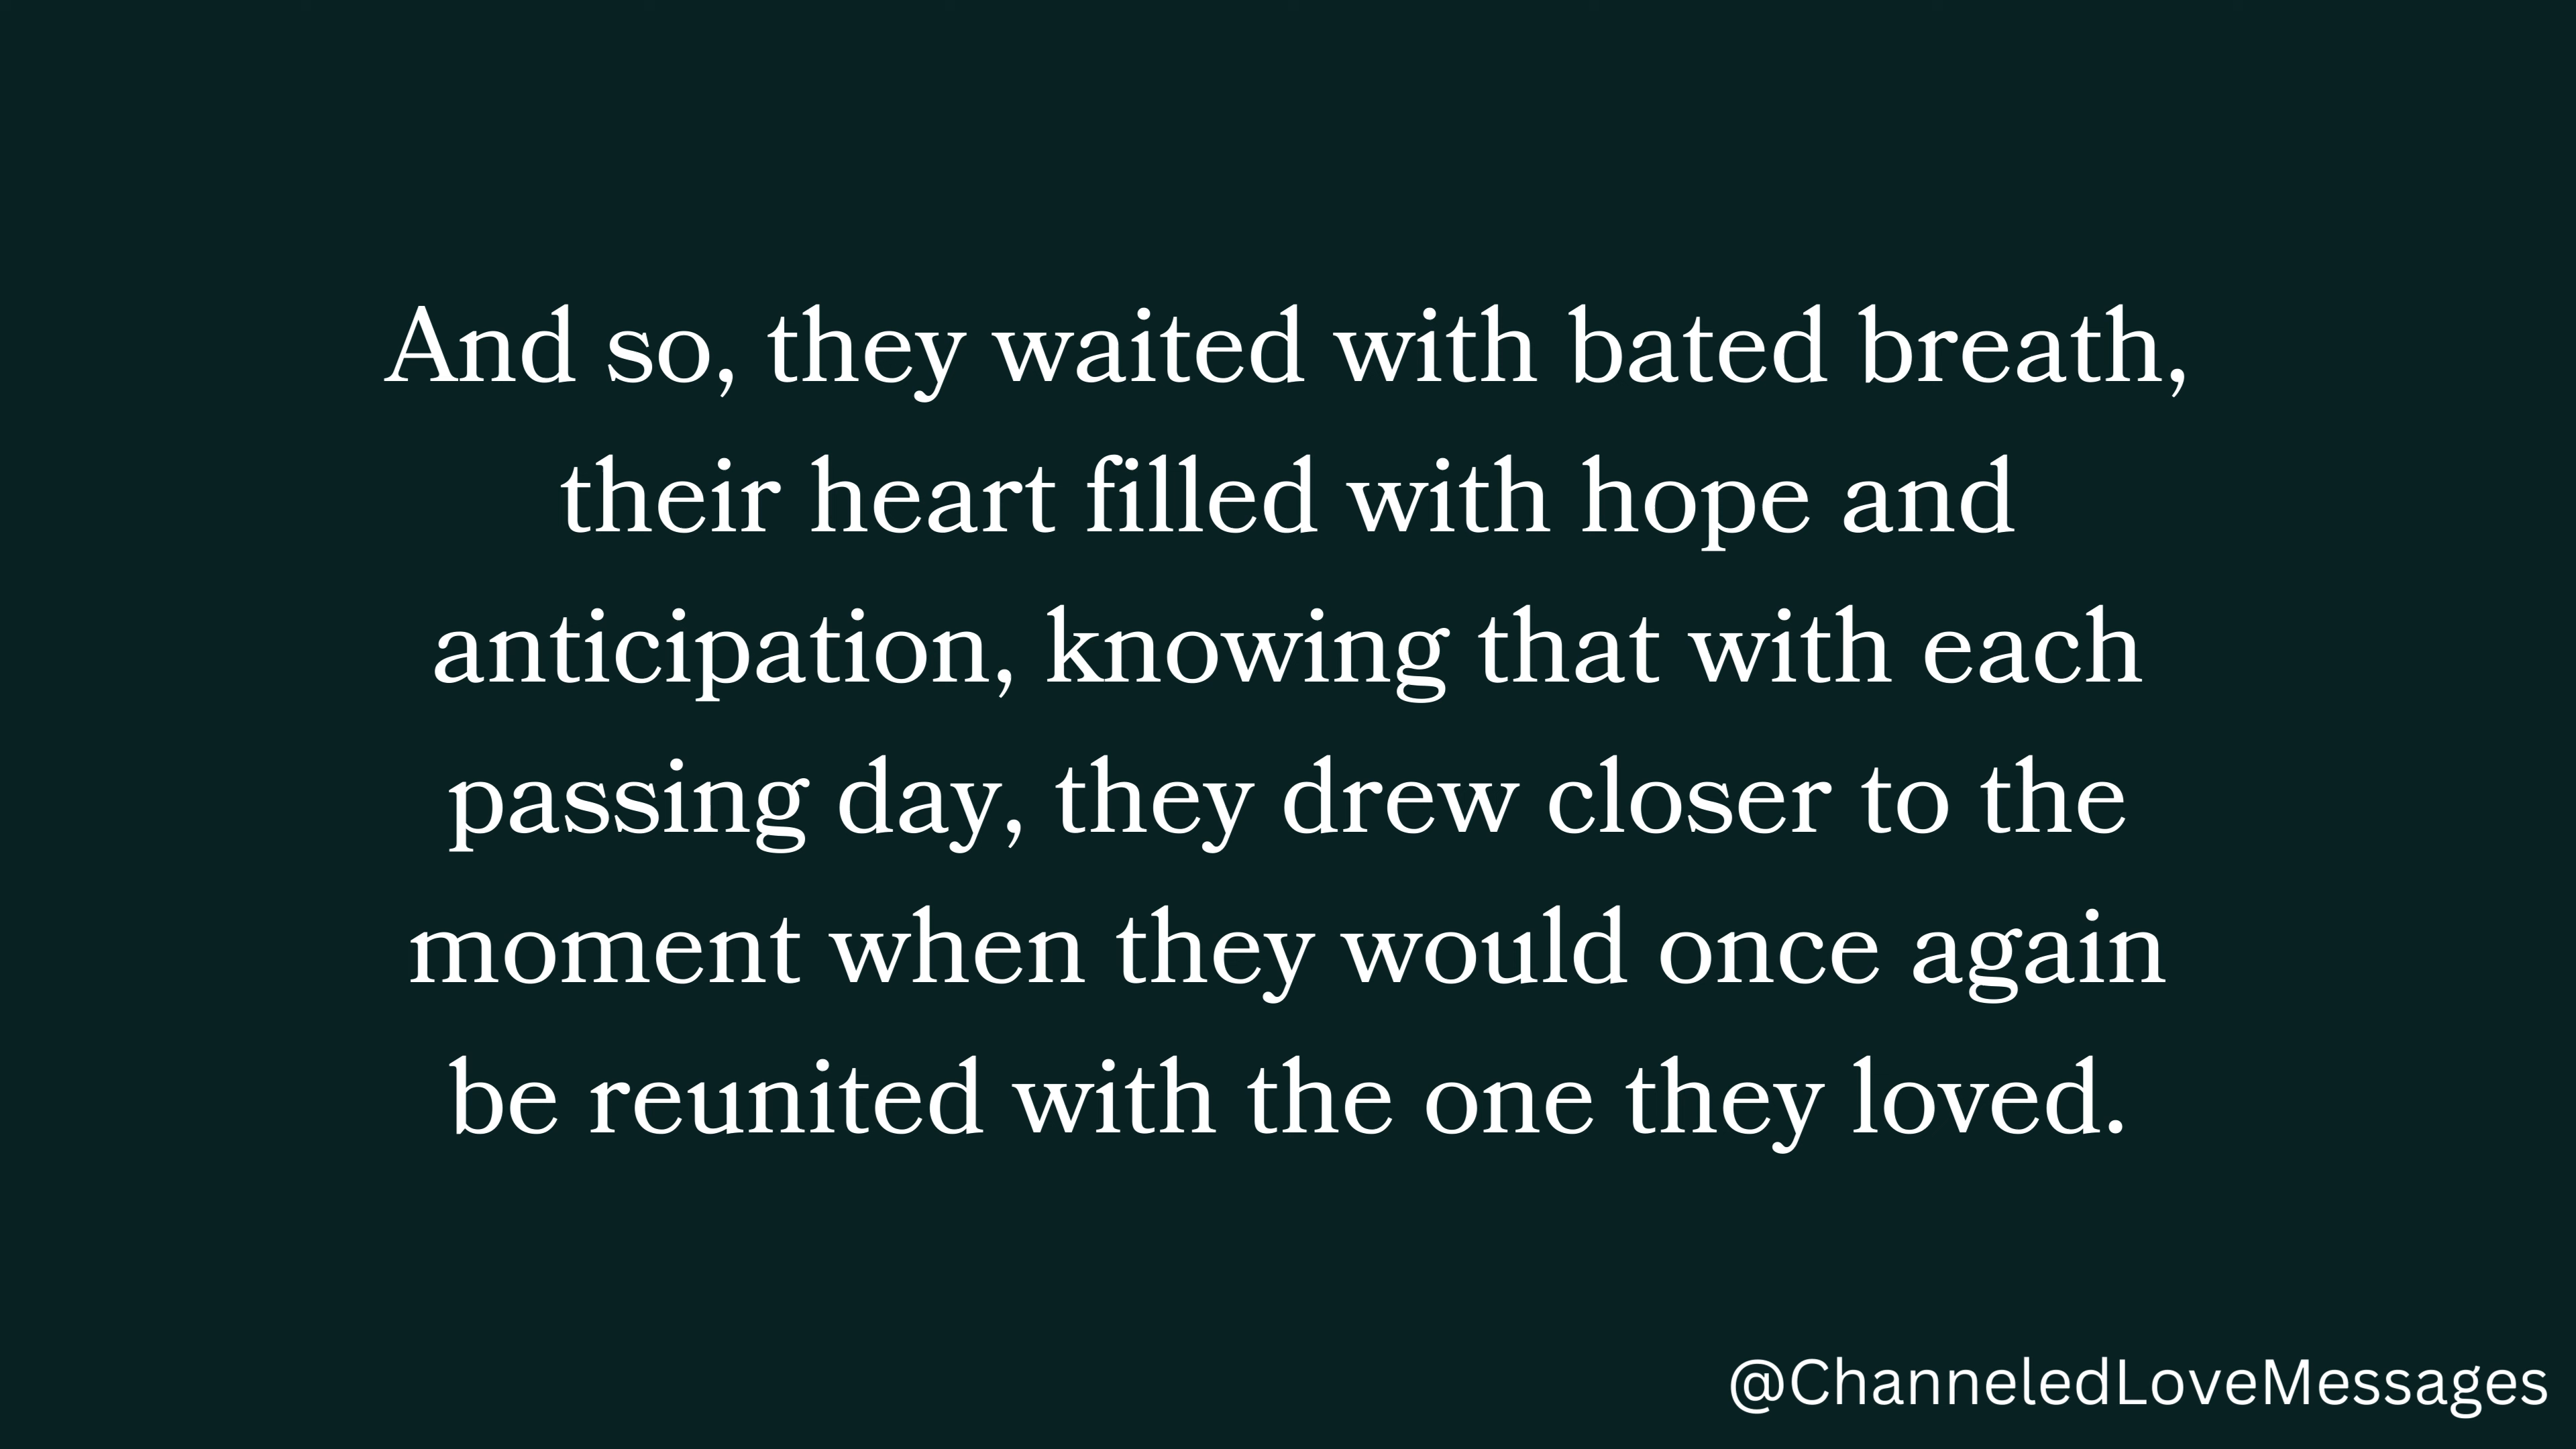 And so, they waited with bated breath,
their heart filled with hope and
anticipation, knowing that with each
passing day, they drew closer to the
moment when they would once again
be reunited with the one they loved.
@ChanneledLoveMessages